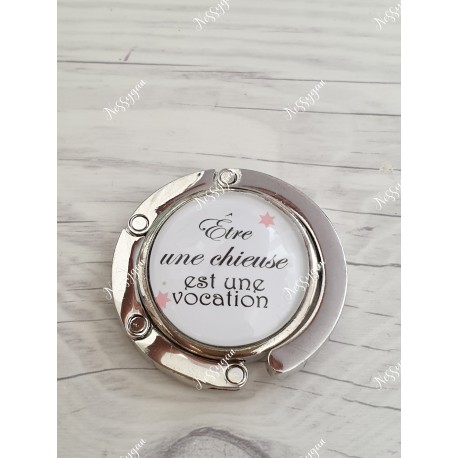 Être
une chieuse
est une
vocation